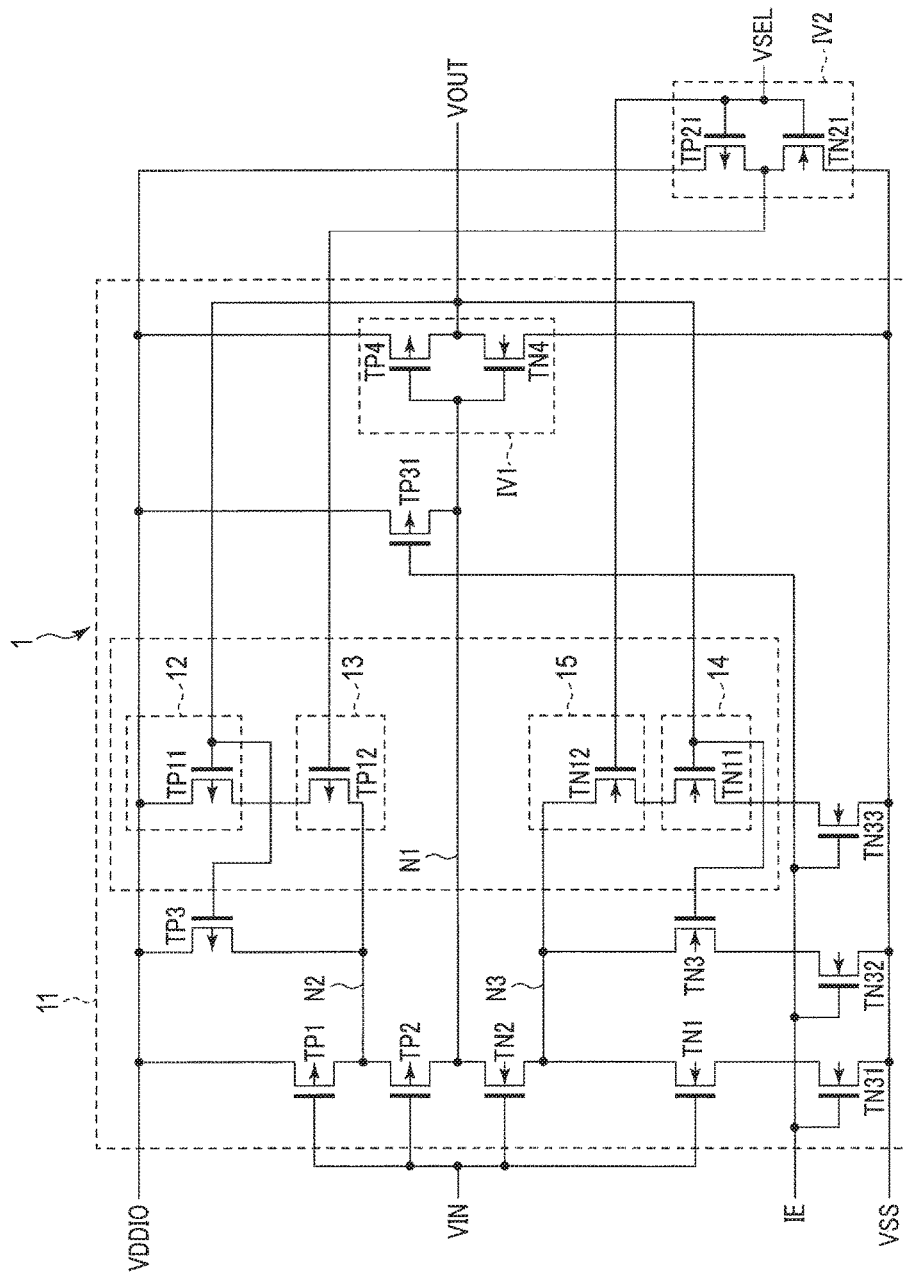 1
11
VDDIO
VIN
IE
VSS
TP1
TP2
TN2
TN1
TN31
N2
N3
TP3
TN3
TN32
N1
12
TP11
13
TP12
15
TN12
14
TN11
TN33
TP31
IV1
TP4
TN4
VOUT
VSEL
IV2
TP21
TN21